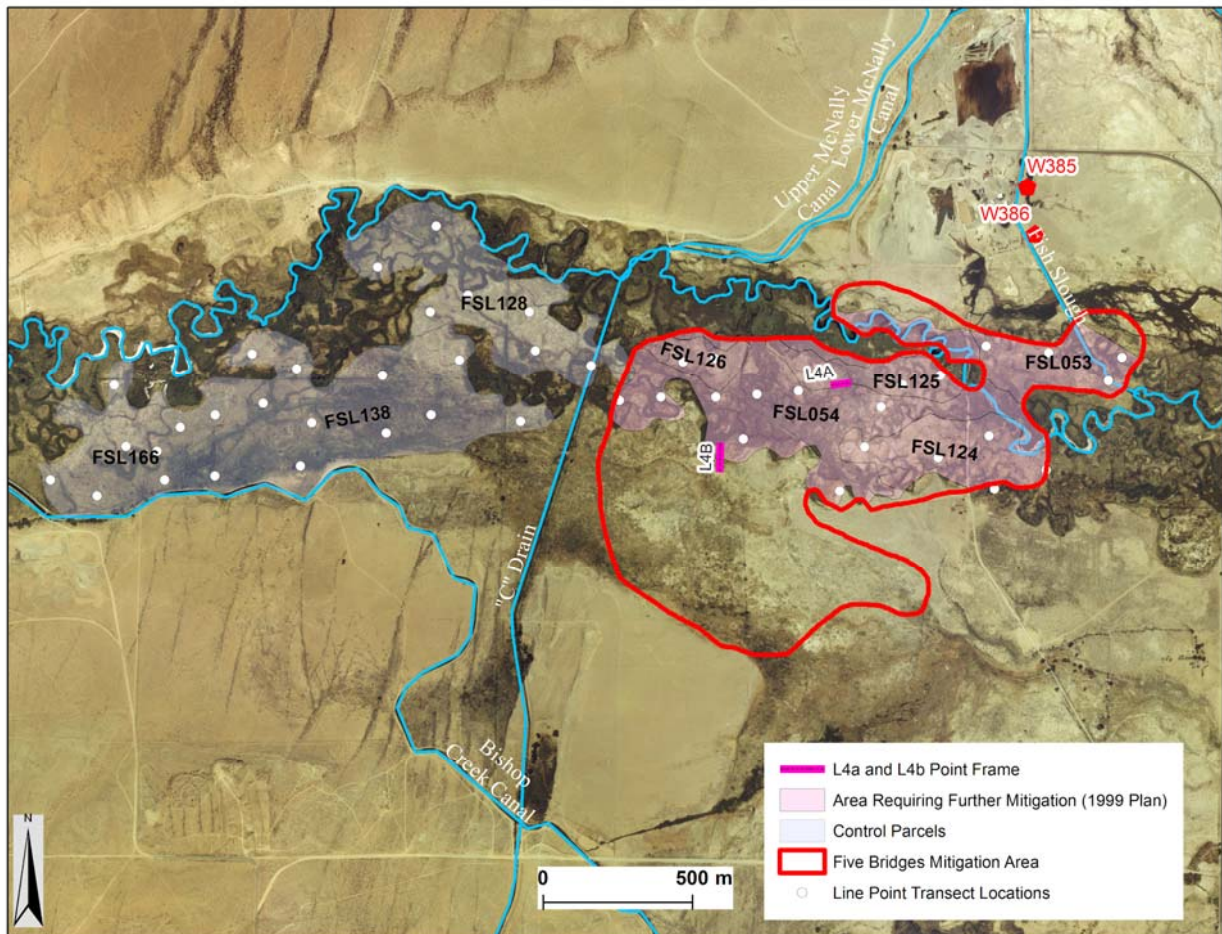 Upper McNally
Canal
Lower McNally
Canal
W385
W386
Fish Slough
FSL128
FSL126
L4A
FSL125
FSL053
FSL054
FSL138
FSL166
L4B
FSL124
"C" Drain
Bishop
Creek Canal
L4a and L4b Point Frame
Area Requiring Further Mitigation (1999 Plan)
Control Parcels
Five Bridges Mitigation Area
Line Point Transect Locations
N
0 500 m